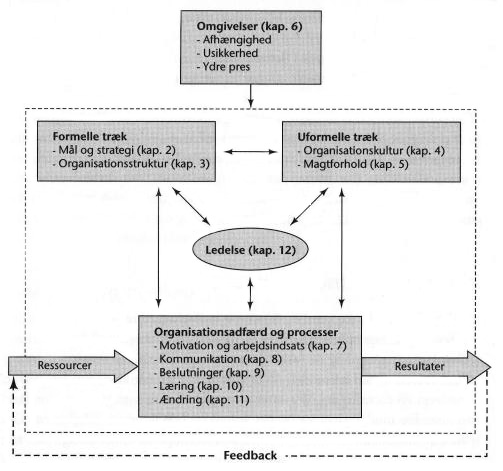 Omgivelser (kap. 6)
- Afhængighed
- Usikkerhed
- Ydre pres
Formelle træk
- Mål og strategi (kap. 2)
- Organisationsstruktur (kap. 3)
Uformelle træk
- Organisationskultur (kap. 4)
- Magtforhold (kap. 5)
Ledelse (kap. 12)
Organisationsadfærd og processer
- Motivation og arbejdsindsats (kap. 7)
- Kommunikation (kap. 8)
- Beslutninger (kap. 9)
- Læring (kap. 10)
- Ændring (kap. 11)
Ressourcer
Resultater
Feedback